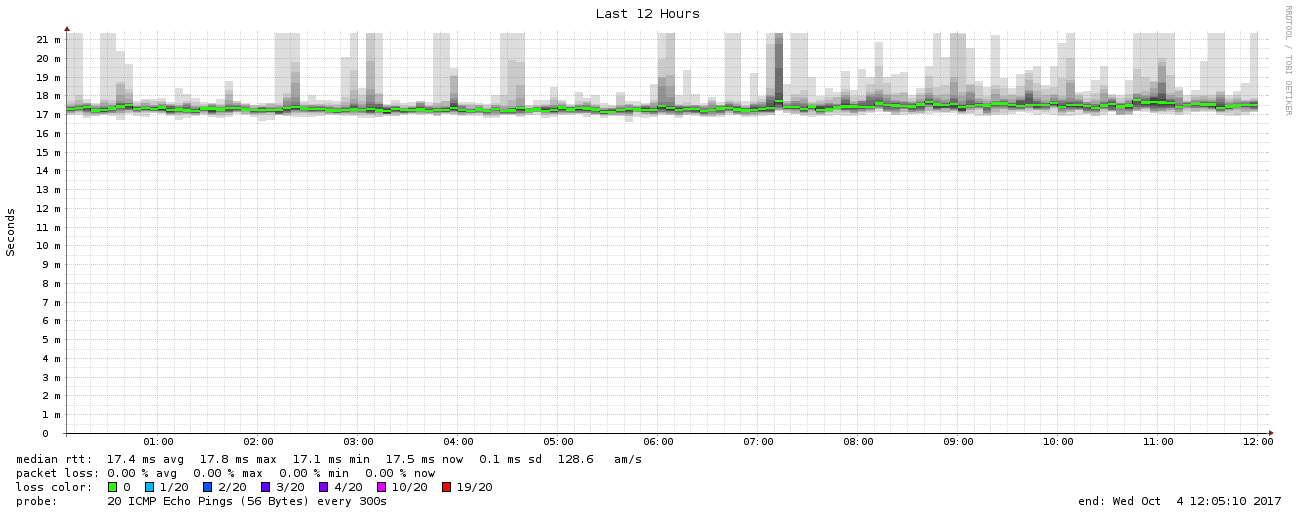 Last 12 Hours
RRDTOOL / TOBI OETIKER
Seconds
21 m
20 m
19 m
18 m
17 m
16 m
15 m
14 m
13 m
12 m
11 m
10 m
9 m
8 m
7 m
6 m
5 m
4 m
3 m
2 m
1 m
0
01:00 02:00 03:00 04:00 05:00 06:00 07:00 08:00 09:00 10:00 11:00 12:00
median rtt: 17.4 ms avg 17.8 ms max 17.1 ms min 17.5 ms now 0.1 ms sd 128.6 am/s
packet loss: 0.00 % avg 0.00 % max 0.00 % min 0.00 % now
loss color: 0 1/20 2/20 3/20 4/20 10/20 19/20
probe: 20 ICMP Echo Pings (56 Bytes) every 300s end: Wed Oct 4 12:05:10 2017